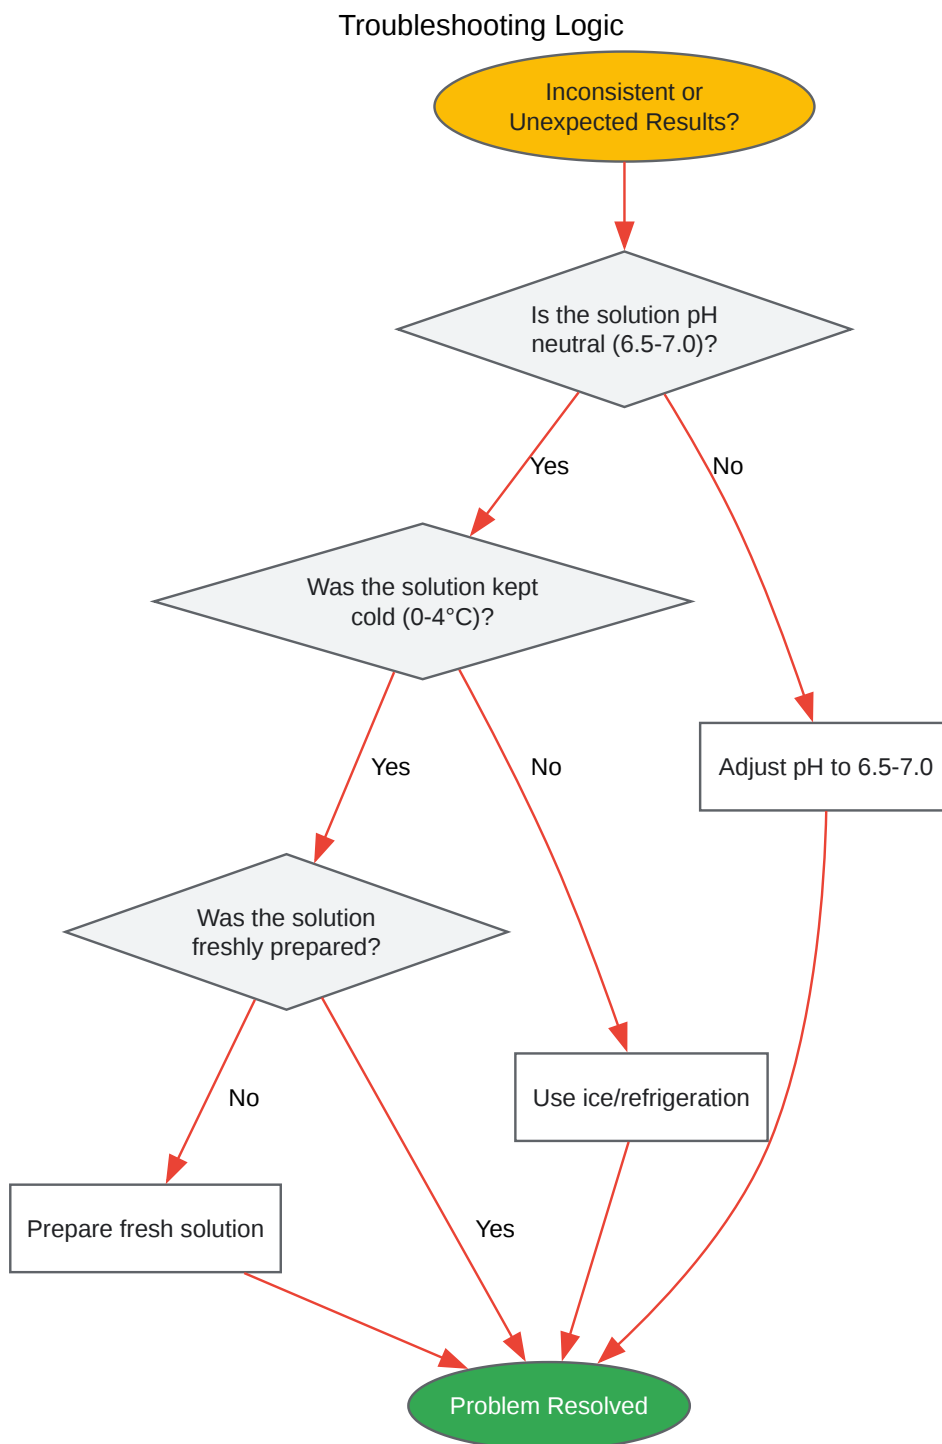 Troubleshooting Logic
Inconsistent or
Unexpected Results?
Is the solution pH
neutral (6.5-7.0)?
Yes
No
Was the solution kept
cold (0-4°C)?
Adjust pH to 6.5-7.0
Yes
No
Was the solution
freshly prepared?
Use ice/refrigeration
No
Prepare fresh solution
Yes
Problem Resolved